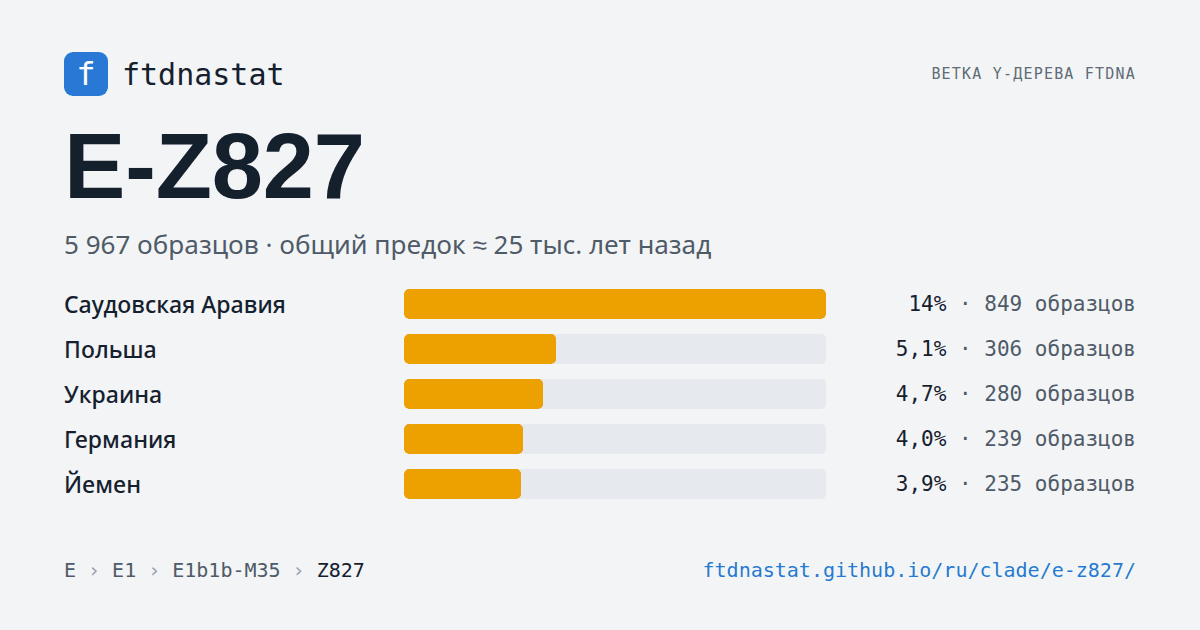 f ftdnastat
ВЕТКА Y-ДЕРЕВА FTDNA
E-Z827
5 967 образцов · общий предок ≈ 25 тыс. лет назад
Саудовская Аравия 14% · 849 образцов
Польша 5,1% · 306 образцов
Украина 4,7% · 280 образцов
Германия 4,0% · 239 образцов
Йемен 3,9% · 235 образцов
E › E1 › E1b1b-M35 › Z827
ftdnastat.github.io/ru/clade/e-z827/